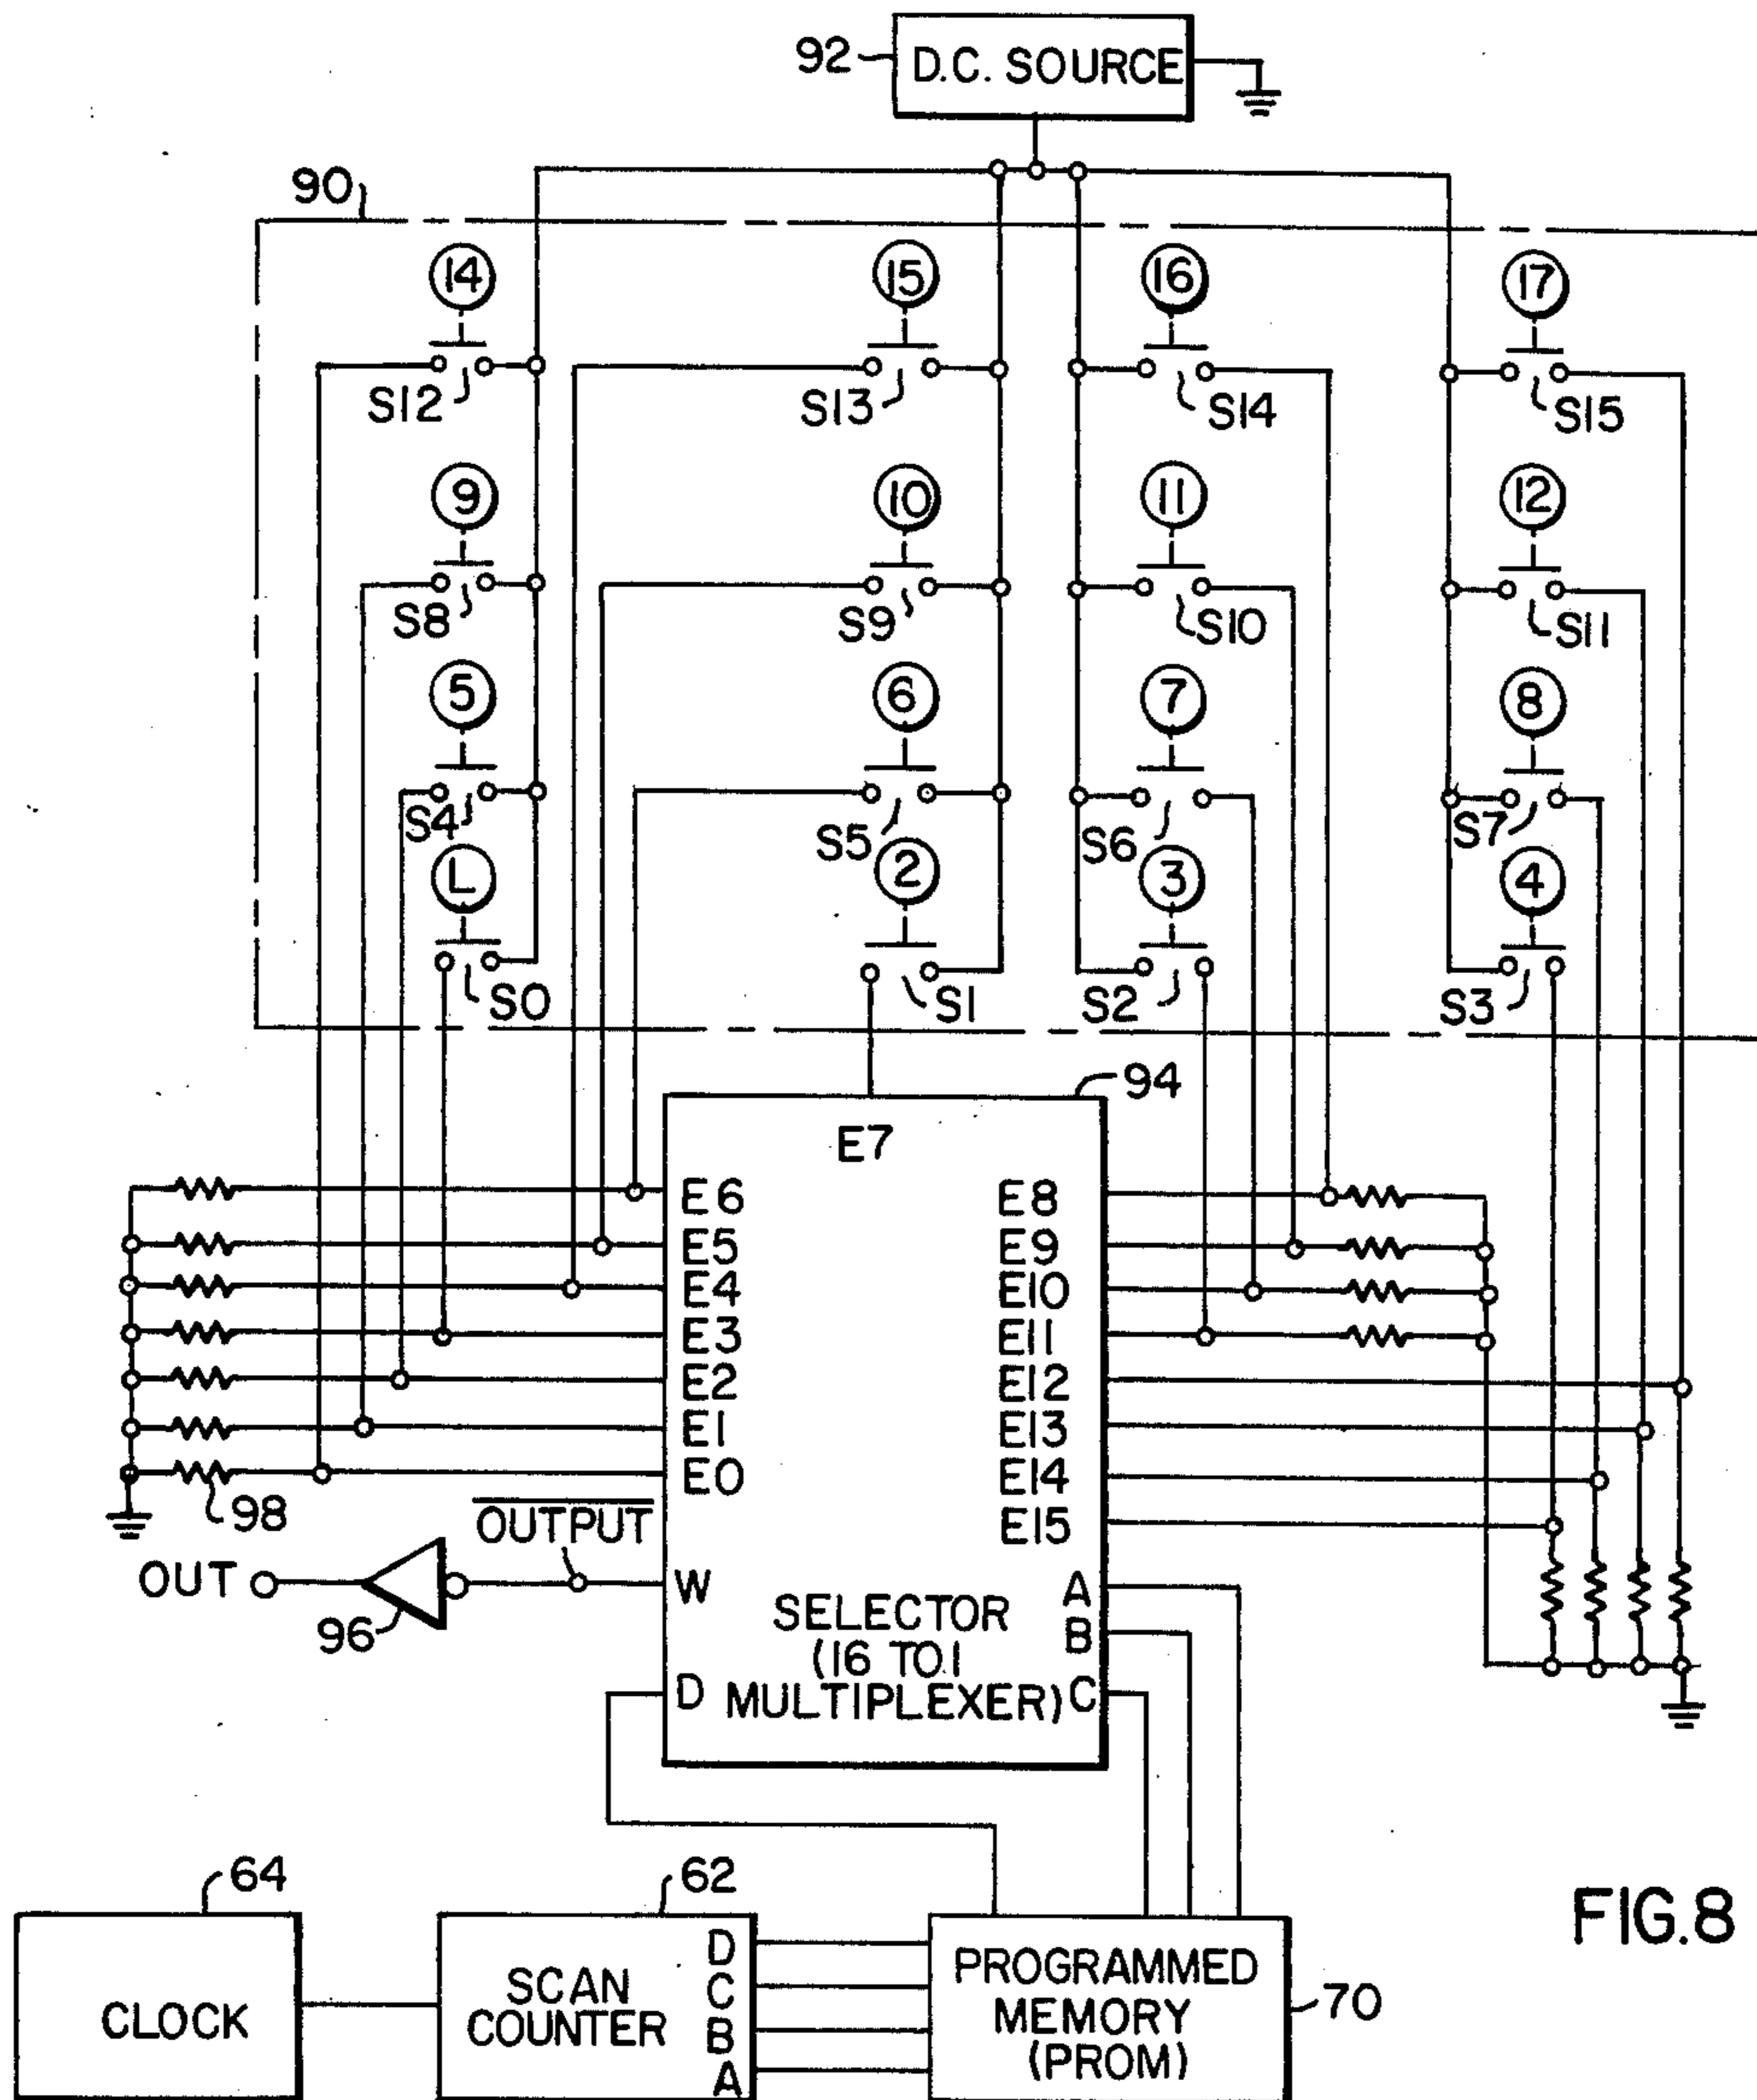 92 D.C. SOURCE
90
14 15 16 17
S12 S13 S14 S15
9 10 11 12
S8 S9 S10 S11
5 6 7 8
S4 S5 S6 S7
L 2 3 4
S0 S1 S2 S3
94
E7
E6 E8
E5 E9
E4 E10
E3 E11
E2 E12
E1 E13
E0 E14
98 OUTPUT E15
OUT W A
96 SELECTOR B
(16 TO 1
D MULTIPLEXER) C
64 62
FIG.8
CLOCK
SCAN
COUNTER
D
C
B
A
PROGRAMMED
MEMORY
(PROM)
70